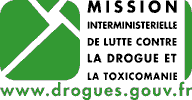 MISSION
INTERMINISTERIELLE
DE LUTTE CONTRE
LA DROGUE ET
LA TOXICOMANIE
www.drogues.gouv.fr